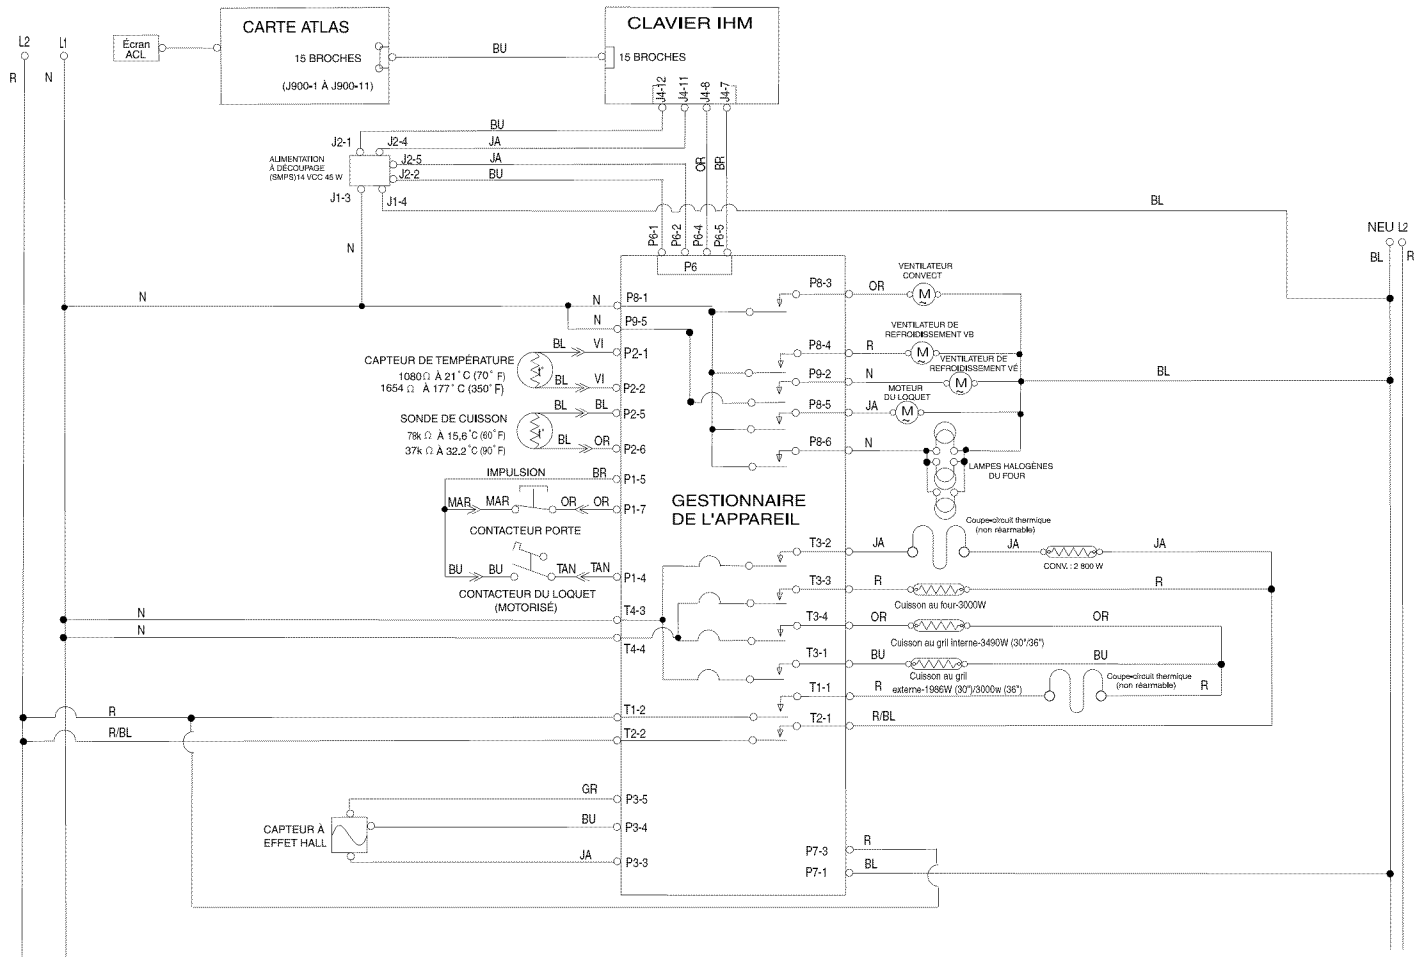 CARTE ATLAS
CLAVIER IHM
L2
L1
Écran
ACL
15 BROCHES
BU
15 BROCHES
R
N
(J900-1 À J900-11)
J4-12
J4-11
J4-8
J4-7
BU
J2-1
J2-4
JA
ALIMENTATION
À DÉCOUPAGE
(SMPS)14 VCC 45 W
J2-5
JA
J2-2
BU
OR
BR
J1-3
J1-4
BL
N
P6-1
P6-2
P6-4
P6-5
P6
NEU
L2
BL
R
N
N
P8-1
N
P9-5
P8-3
OR
VENTILATEUR
CONVECT
M
CAPTEUR DE TEMPÉRATURE
1080Ω À 21°C (70°F)
1654 Ω À 177°C (350°F)
BL
VI
P2-1
BL
VI
P2-2
P8-4
R
VENTILATEUR DE
REFROIDISSEMENT VB
M
P9-2
N
VENTILATEUR DE
REFROIDISSEMENT VÉ
M
BL
P8-5
JA
MOTEUR
DU LOQUET
M
SONDE DE CUISSON
78k Ω À 15,6°C (60°F)
37k Ω À 32.2°C (90°F)
BL
BL
P2-5
BL
OR
P2-6
P8-6
N
LAMPES HALOGÈNES
DU FOUR
IMPULSION
BR
P1-5
MAR
MAR
OR
OR
P1-7
CONTACTEUR PORTE
GESTIONNAIRE
DE L'APPAREIL
BU
BU
TAN
TAN
P1-4
CONTACTEUR DU LOQUET
(MOTORISÉ)
Coupe-circuit thermique
(non réarmable)
T3-2
JA
JA
JA
CONV. : 2 800 W
T3-3
R
R
Cuisson au four-3000W
N
T4-3
N
T4-4
T3-4
OR
OR
Cuisson au gril interne-3490W (30"/36")
T3-1
BU
BU
Cuisson au gril
externe-1986W (30")/3000w (36")
Coupe-circuit thermique
(non réarmable)
T1-1
R
R
R
T1-2
T2-1
R/BL
R/BL
T2-2
GR
P3-5
CAPTEUR À
EFFET HALL
BU
P3-4
JA
P3-3
P7-3
R
P7-1
BL